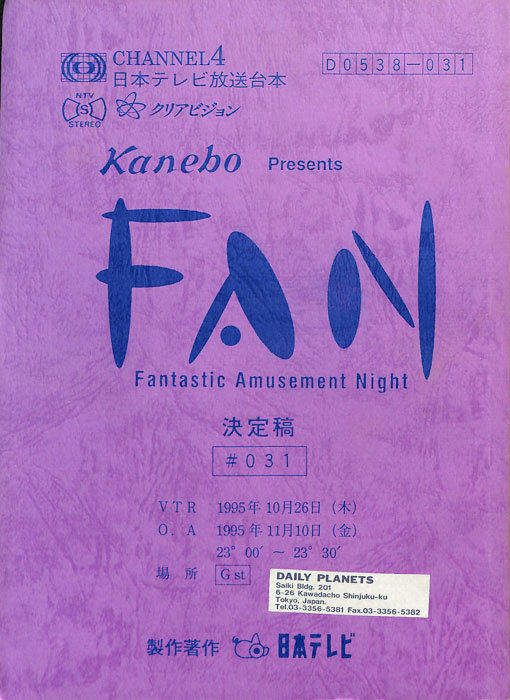 CHANNEL4
D0538-031
日本テレビ放送台本
NTV
(S)
STEREO
クリアビジョン
Kanebo Presents
FAN
Fantastic Amusement Night
決定稿
#031
VTR 1995年10月26日(木)
O.A 1995年11月10日(金)
23°00′~23°30′
場所 G st
DAILY PLANETS
Saiki Bldg. 201
6-26 Kawadacho Shinjuku-ku
Tokyo, Japan.
Tel.03-3356-5381 Fax.03-3356-5382
製作著作 日本テレビ